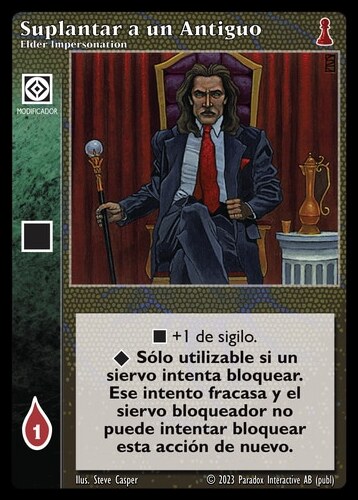 Suplantar a un Antiguo
Elder Impersonation
MODIFICADOR
+1 de sigilo.
Sólo utilizable si un
siervo intenta bloquear.
Ese intento fracasa y el
siervo bloqueador no
puede intentar bloquear
esta acción de nuevo.
1
Ilus. Steve Casper © 2023 Paradox Interactive AB (publ)